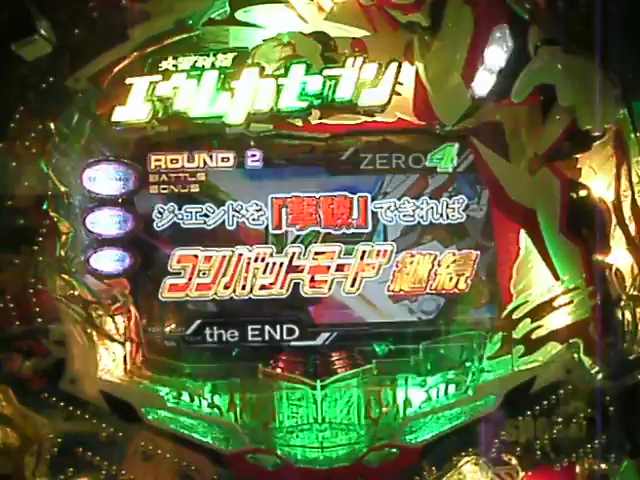 エウレカセブン
ROUND 2
BATTLE
BONUS
ZERO 4
ジ・エンドを「撃破」できれば
コンバットモード継続
the END